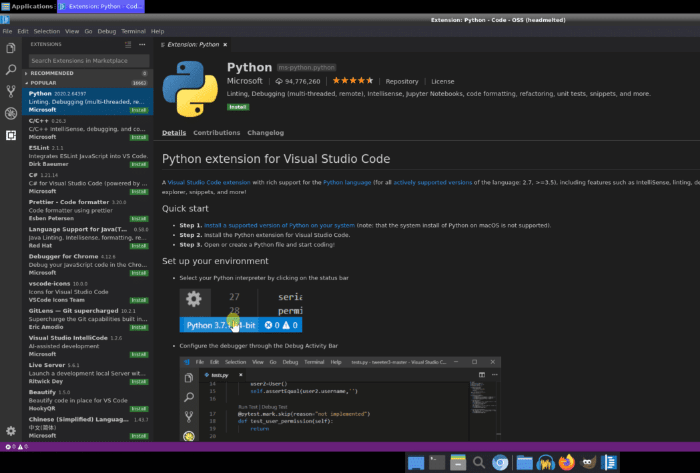 Applications
Extension: Python - Cod...
Extension: Python - Code - OSS (headmelted)
File Edit Selection View Go Debug Terminal Help
EXTENSIONS
Extension: Python
Search Extensions in Marketplace
RECOMMENDED
POPULAR
Python 2020.2.64397
Linting, Debugging (multi-threaded, re...
Microsoft Install
C/C++ 0.26.3
C/C++ IntelliSense, debugging, and co...
Microsoft Install
ESLint 2.1.1
Integrates ESLint JavaScript into VS Code.
Dirk Baeumer Install
C# 1.21.14
C# for Visual Studio Code (powered by ...
Microsoft Install
Prettier - Code formatter
Code formatter using prettier
Esben Petersen Install
Language Support for Java(T...
Java Linting, Intellisense, formatting, re...
Red Hat Install
Debugger for Chrome 4.12.6
Debug your JavaScript code in the Chro...
Microsoft Install
vscode-icons 10.0.0
Icons for Visual Studio Code
VSCode Icons Team Install
GitLens — Git supercharged 10.2.1
Supercharge the Git capabilities built in...
Eric Amodio Install
Visual Studio IntelliCode
AI-assisted development
Microsoft Install
Live Server 5.6.1
Launch a development local Server wit...
Ritwick Dey Install
Beautify 1.5.0
Beautify code in place for VS Code
HookyQR Install
Chinese (Simplified) Languag...
中文(简体)
Microsoft Install
Python ms-python.python
Microsoft 94,776,260 Repository License
Linting, Debugging (multi-threaded, remote), Intellisense, Jupyter Notebooks, code formatting, refactoring, unit tests, snippets, and more.
Install
Details Contributions Changelog
Python extension for Visual Studio Code
A Visual Studio Code extension with rich support for the Python language (for all actively supported versions of the language: 2.7, >=3.5), including features such as IntelliSense, linting, de
explorer, snippets, and more!
Quick start
• Step 1. Install a supported version of Python on your system (note: that the system install of Python on macOS is not supported).
• Step 2. Install the Python extension for Visual Studio Code.
• Step 3. Open or create a Python file and start coding!
Set up your environment
• Select your Python interpreter by clicking on the status bar
27 seria
28 permi
Python 3.7. 4-bit 0 0
• Configure the debugger through the Debug Activity Bar
File Edit Selection View Go Debug Terminal Help tests.py - tweeter3-master - Visual Studio C...
tests.py
14 user2=User()
15 self.assertEqual(user2.username,'')
16
Run Test | Debug Test
17 @pytest.mark.skip(reason="not implemented")
18 def test_user_permission(self):
19 return
20
0 0